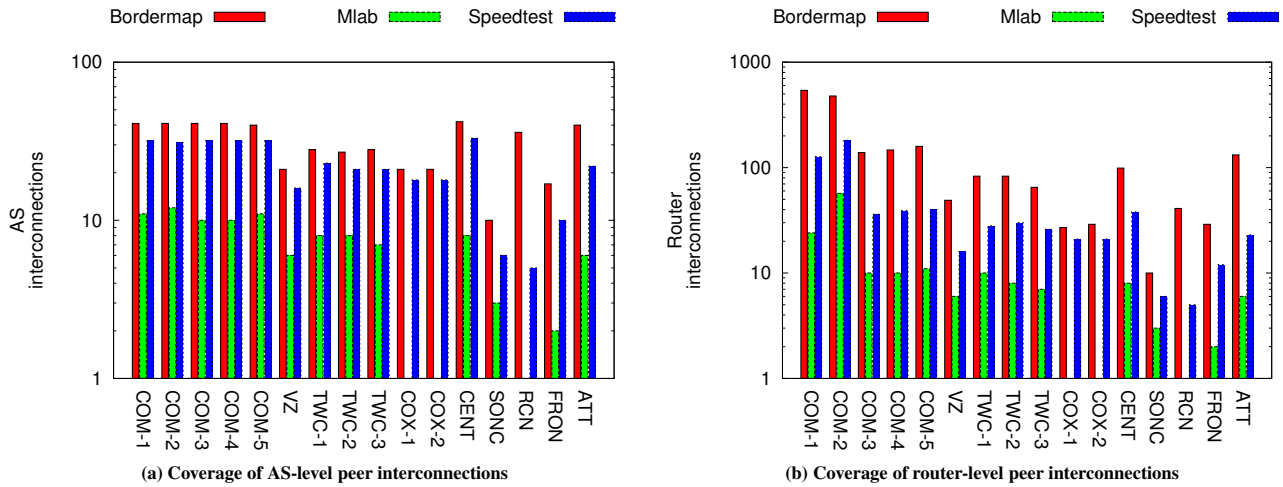 Bordermap Mlab Speedtest
100
10
1
AS
interconnections
COM-1
COM-2
COM-3
COM-4
COM-5
VZ
TWC-1
TWC-2
TWC-3
COX-1
COX-2
CENT
SONC
RCN
FRON
ATT
(a) Coverage of AS-level peer interconnections
Bordermap Mlab Speedtest
1000
100
10
1
Router
interconnections
COM-1
COM-2
COM-3
COM-4
COM-5
VZ
TWC-1
TWC-2
TWC-3
COX-1
COX-2
CENT
SONC
RCN
FRON
ATT
(b) Coverage of router-level peer interconnections